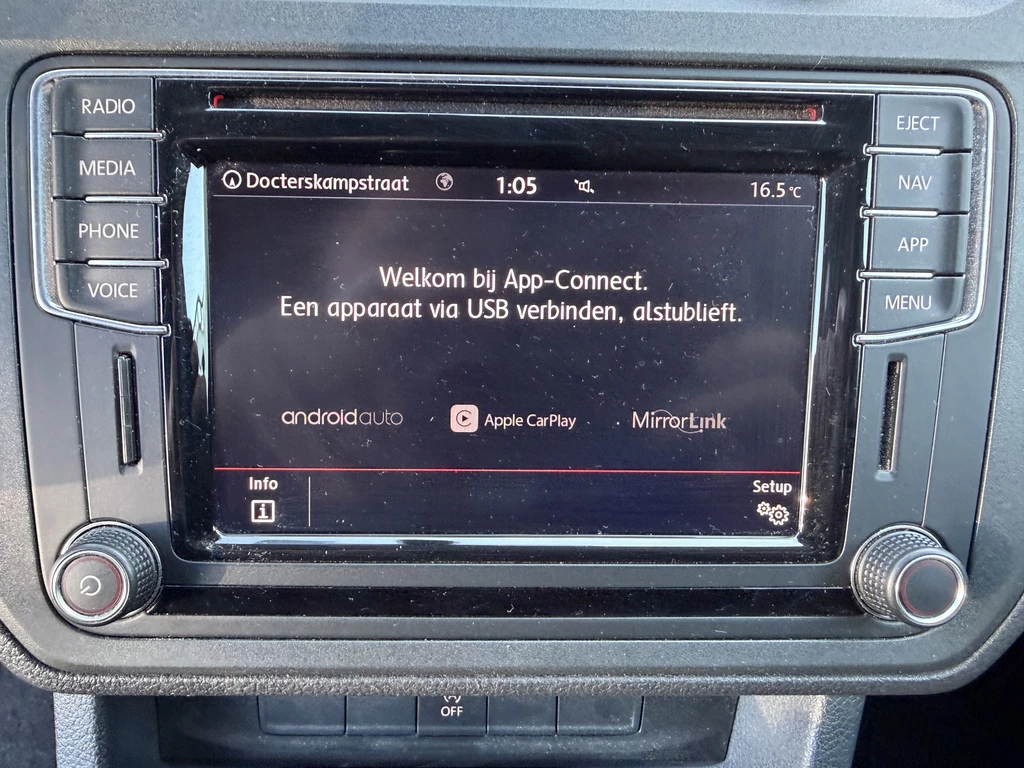 RADIO
MEDIA
PHONE
VOICE
EJECT
NAV
APP
MENU
Docterskampstraat 1:05 16.5°C
Welkom bij App-Connect.
Een apparaat via USB verbinden, alstublieft.
androidauto Apple CarPlay MirrorLink
Info Setup
i
OFF